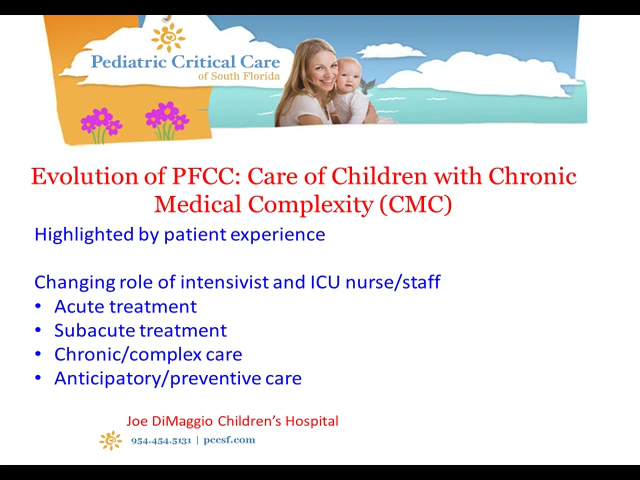 Pediatric Critical Care
of South Florida
Evolution of PFCC: Care of Children with Chronic
Medical Complexity (CMC)
Highlighted by patient experience
Changing role of intensivist and ICU nurse/staff
• Acute treatment
• Subacute treatment
• Chronic/complex care
• Anticipatory/preventive care
Joe DiMaggio Children's Hospital
954.454.5131 | pccsf.com